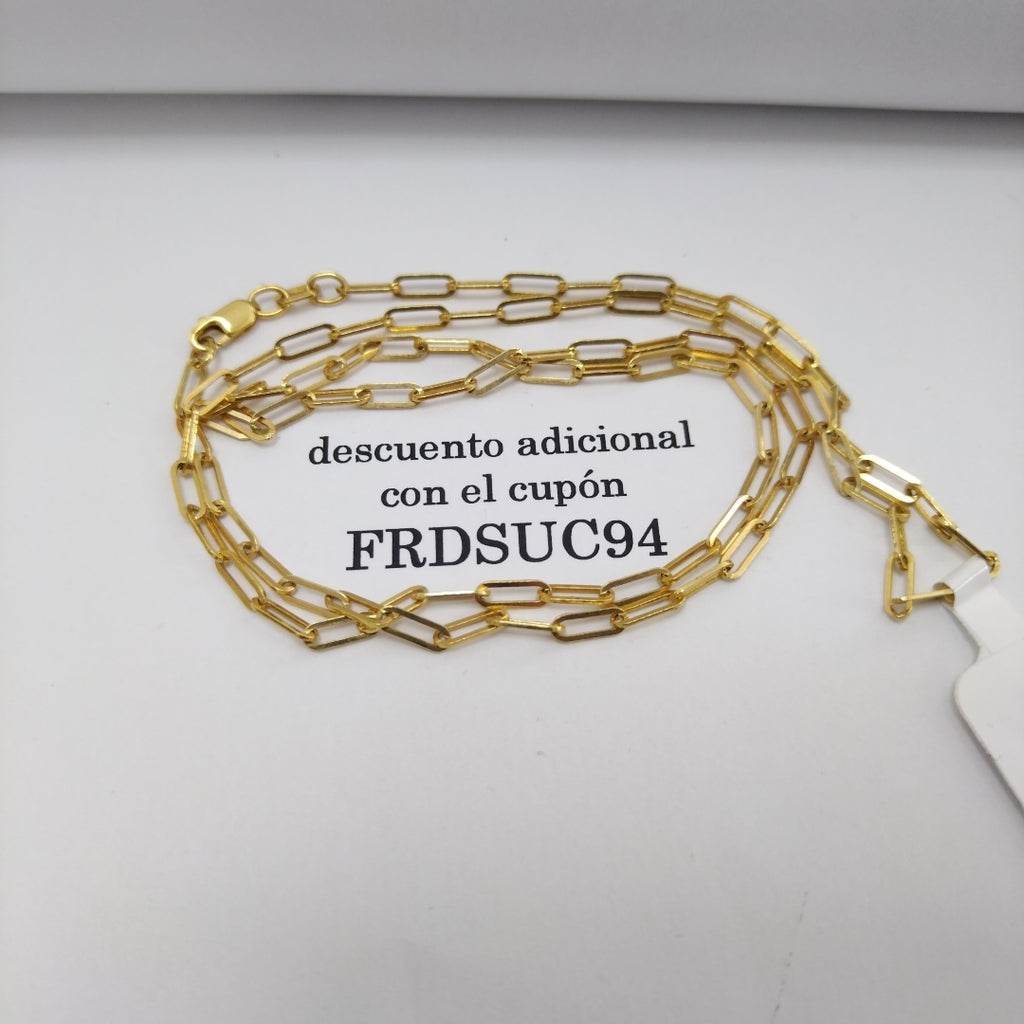 descuento adicional
con el cupón
FRDSUC94